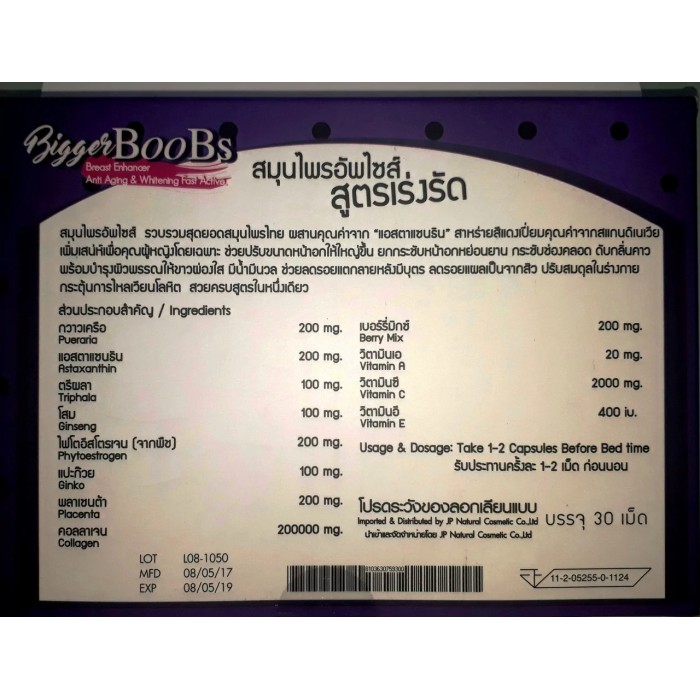 BiggerBooBs
Breast Enhancer
Anti Aging & Whitening Fast Active
สมุนไพรอัพไซส์
สูตรเร่งรัด
สมุนไพรอัพไซส์ รวบรวมสุดยอดสมุนไพรไทย ผสานคุณค่าจาก "แอสตาแซนธิน" สาหร่ายสีแดงเปี่ยมคุณค่าจากสแกนดิเนเวีย
เพิ่มเสน่ห์เพื่อคุณผู้หญิงโดยเฉพาะ ช่วยปรับขนาดหน้าอกให้ใหญ่ขึ้น ยกกระชับหน้าอกหย่อนยาน กระชับช่องคลอด ดับกลิ่นคาว
พร้อมบำรุงผิวพรรณให้ขาวผ่องใส มีน้ำมีนวล ช่วยลดรอยแตกลายหลังมีบุตร ลดรอยแผลเป็นจากสิว ปรับสมดุลในร่างกาย
กระตุ้นการไหลเวียนโลหิต สวยครบสูตรในหนึ่งเดียว
ส่วนประกอบสำคัญ / Ingredients
กวาวเครือ 200 mg.
Pueraria
แอสตาแซนธิน 200 mg.
Astaxanthin
ตรีผลา 100 mg.
Triphala
โสม 100 mg.
Ginseng
ไฟโตอีสโตรเจน (จากพืช) 200 mg.
Phytoestrogen
แปะก๊วย 100 mg.
Ginko
พลาเซนต้า 200 mg.
Placenta
คอลลาเจน 200000 mg.
Collagen
เบอร์รี่มิกซ์ 200 mg.
Berry Mix
วิตามินเอ 20 mg.
Vitamin A
วิตามินซี 2000 mg.
Vitamin C
วิตามินอี 400 iu.
Vitamin E
Usage & Dosage: Take 1-2 Capsules Before Bed time
รับประทานครั้งละ 1-2 เม็ด ก่อนนอน
โปรดระวังของลอกเลียนแบบ
Imported & Distributed by JP Natural Cosmetic Co.,Ltd
นำเข้าและจัดจำหน่ายโดย JP Natural Cosmetic Co.,Ltd
บรรจุ 30 เม็ด
LOT L08-1050
MFD 08/05/17
EXP 08/05/19
11-2-05255-0-1124